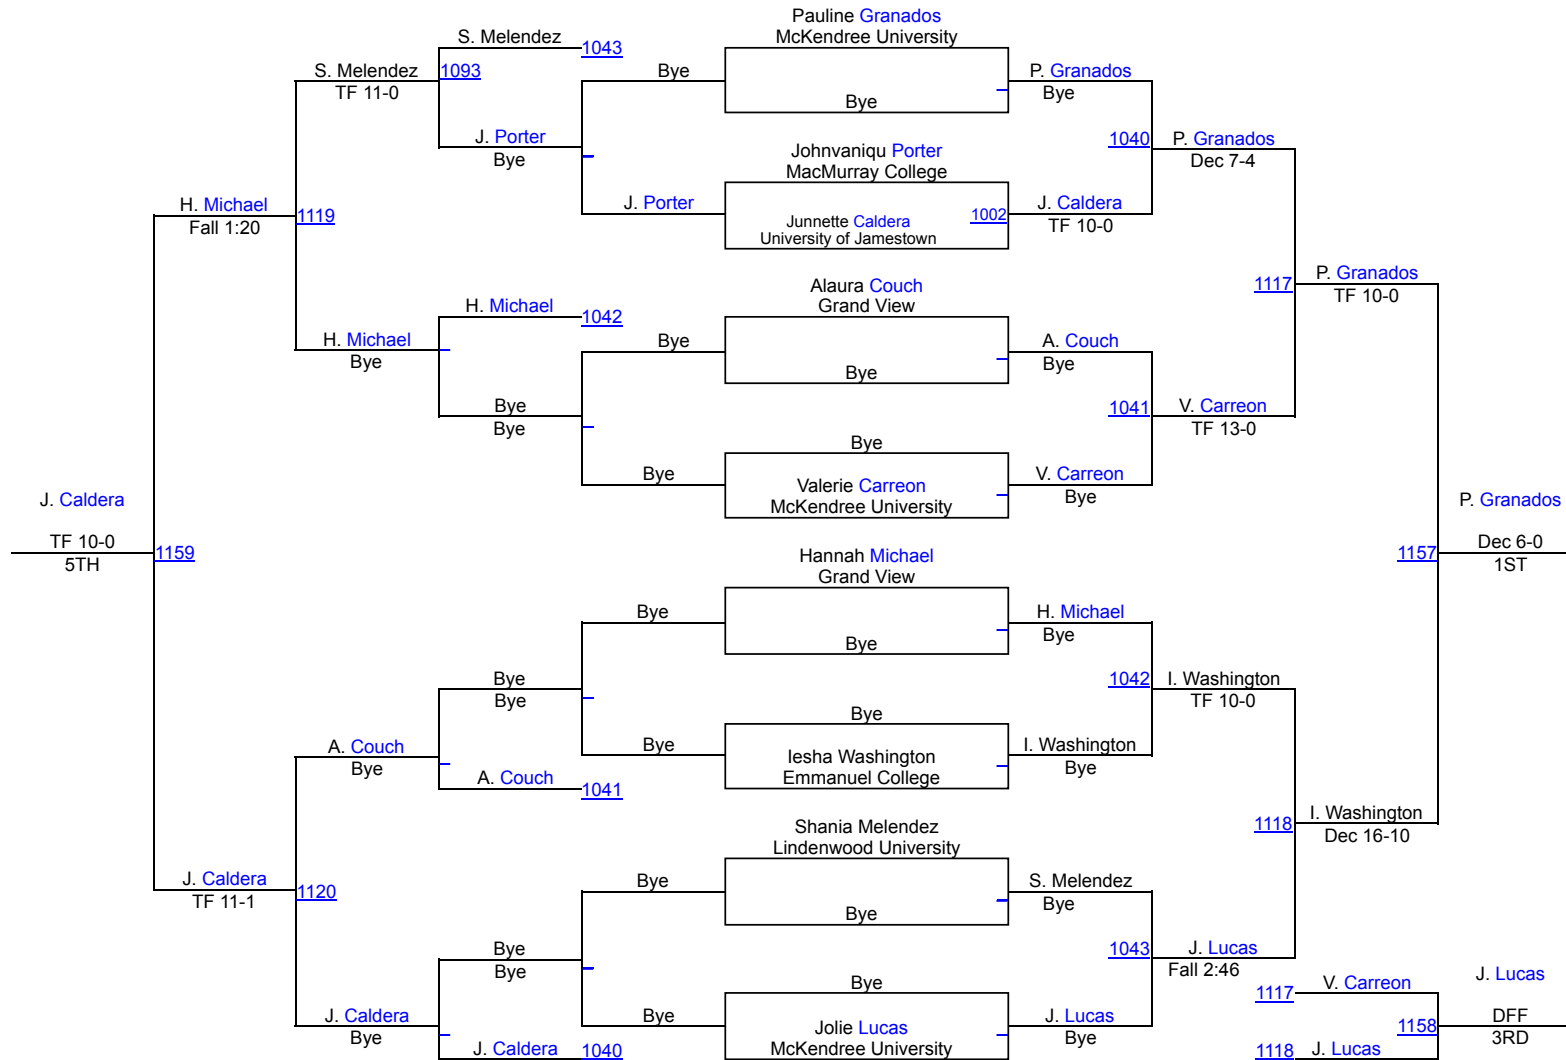 Pauline Granados
McKendree University
S. Melendez
1043
S. Melendez
1093
TF 11-0
Bye
P. Granados
Bye
Bye
J. Porter
Bye
Johnvaniqu Porter
MacMurray College
1040
P. Granados
Dec 7-4
H. Michael
1119
Fall 1:20
J. Porter
Junnette Caldera
University of Jamestown
1002
J. Caldera
TF 10-0
Alaura Couch
Grand View
1117
P. Granados
TF 10-0
H. Michael
1042
H. Michael
Bye
Bye
A. Couch
Bye
Bye
Bye
Bye
1041
V. Carreon
TF 13-0
Bye
Bye
Valerie Carreon
McKendree University
V. Carreon
Bye
J. Caldera
P. Granados
TF 10-0
5TH
1159
1157
Dec 6-0
1ST
Hannah Michael
Grand View
Bye
H. Michael
Bye
Bye
Bye
Bye
1042
I. Washington
TF 10-0
Bye
A. Couch
Bye
Bye
Iesha Washington
Emmanuel College
I. Washington
Bye
A. Couch
1041
Shania Melendez
Lindenwood University
1118
I. Washington
Dec 16-10
J. Caldera
1120
TF 11-1
Bye
S. Melendez
Bye
Bye
Bye
Bye
1043
J. Lucas
Fall 2:46
Bye
1117
V. Carreon
J. Lucas
J. Caldera
Bye
Bye
Jolie Lucas
McKendree University
J. Lucas
Bye
1158
DFF
3RD
J. Caldera
1040
1118
J. Lucas